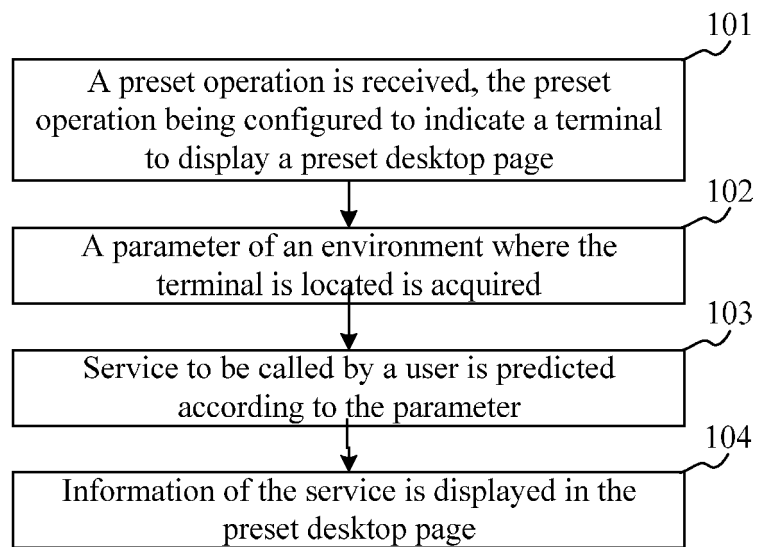 101
A preset operation is received, the preset
operation being configured to indicate a terminal
to display a preset desktop page
102
A parameter of an environment where the
terminal is located is acquired
103
Service to be called by a user is predicted
according to the parameter
104
Information of the service is displayed in the
preset desktop page